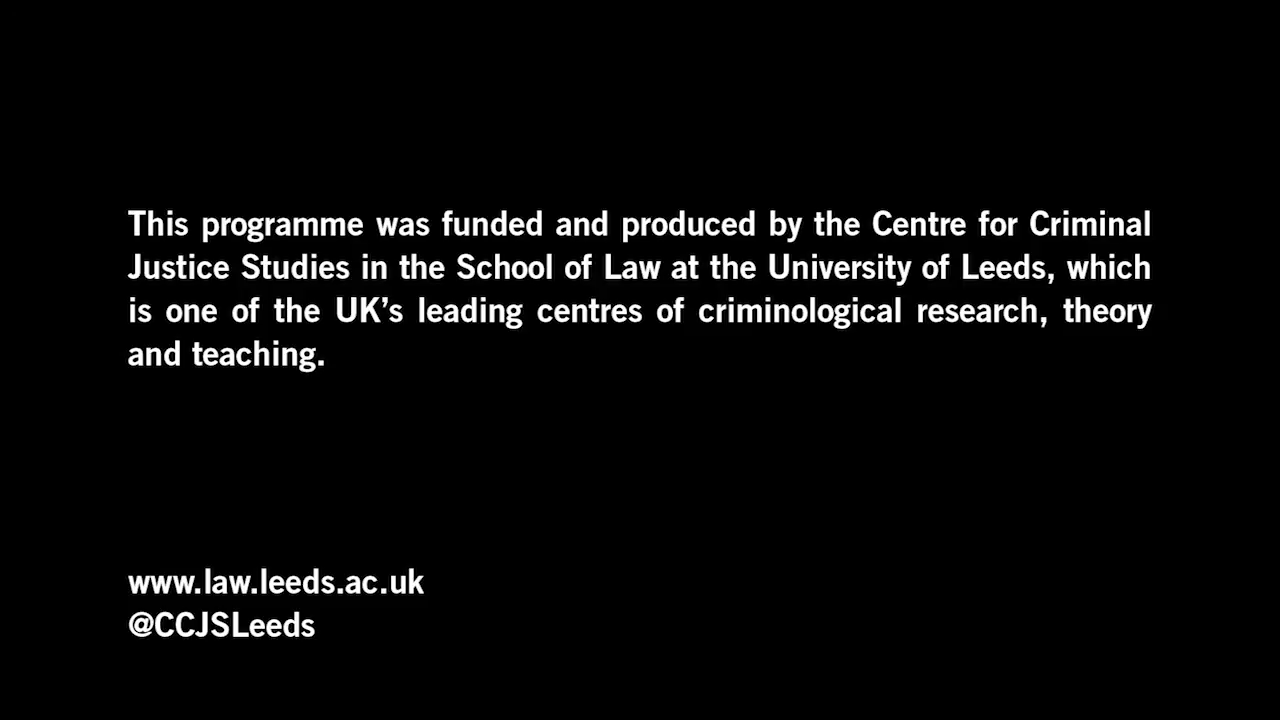 This programme was funded and produced by the Centre for Criminal
Justice Studies in the School of Law at the University of Leeds, which
is one of the UK’s leading centres of criminological research, theory
and teaching.
www.law.leeds.ac.uk
@CCJSLeeds